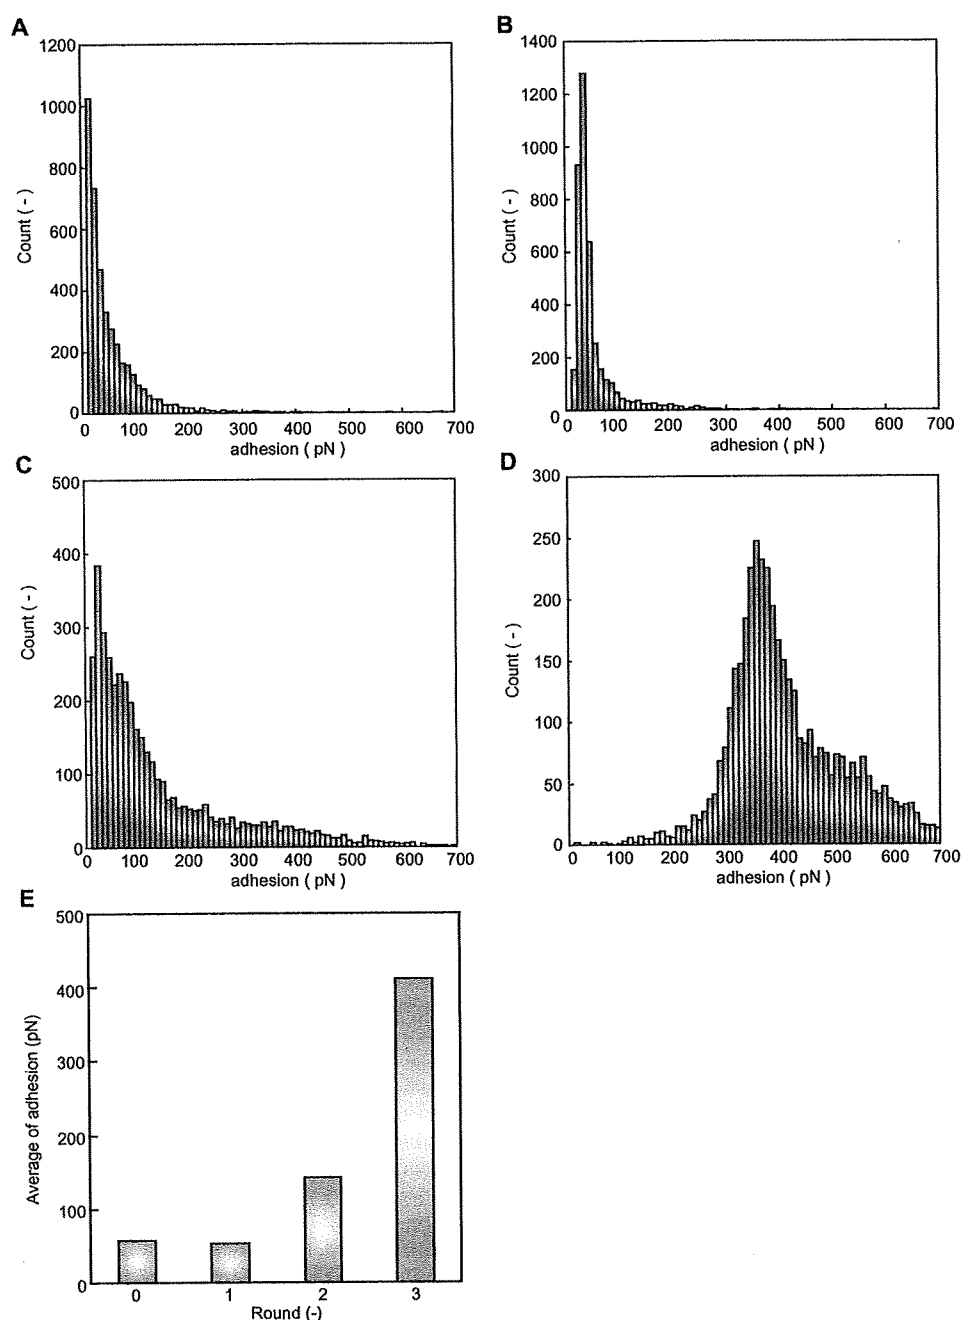 A
1200
1000
800
600
400
200
0
Count ( - )
0 100 200 300 400 500 600 700
adhesion ( pN )
B
1400
1200
1000
800
600
400
200
0
Count ( - )
0 100 200 300 400 500 600 700
adhesion ( pN )
C
500
400
300
200
100
0
Count ( - )
0 100 200 300 400 500 600 700
adhesion ( pN )
D
300
250
200
150
100
50
0
Count ( - )
0 100 200 300 400 500 600 700
adhesion ( pN )
E
500
400
300
200
100
0
Average of adhesion (pN)
0 1 2 3
Round (-)